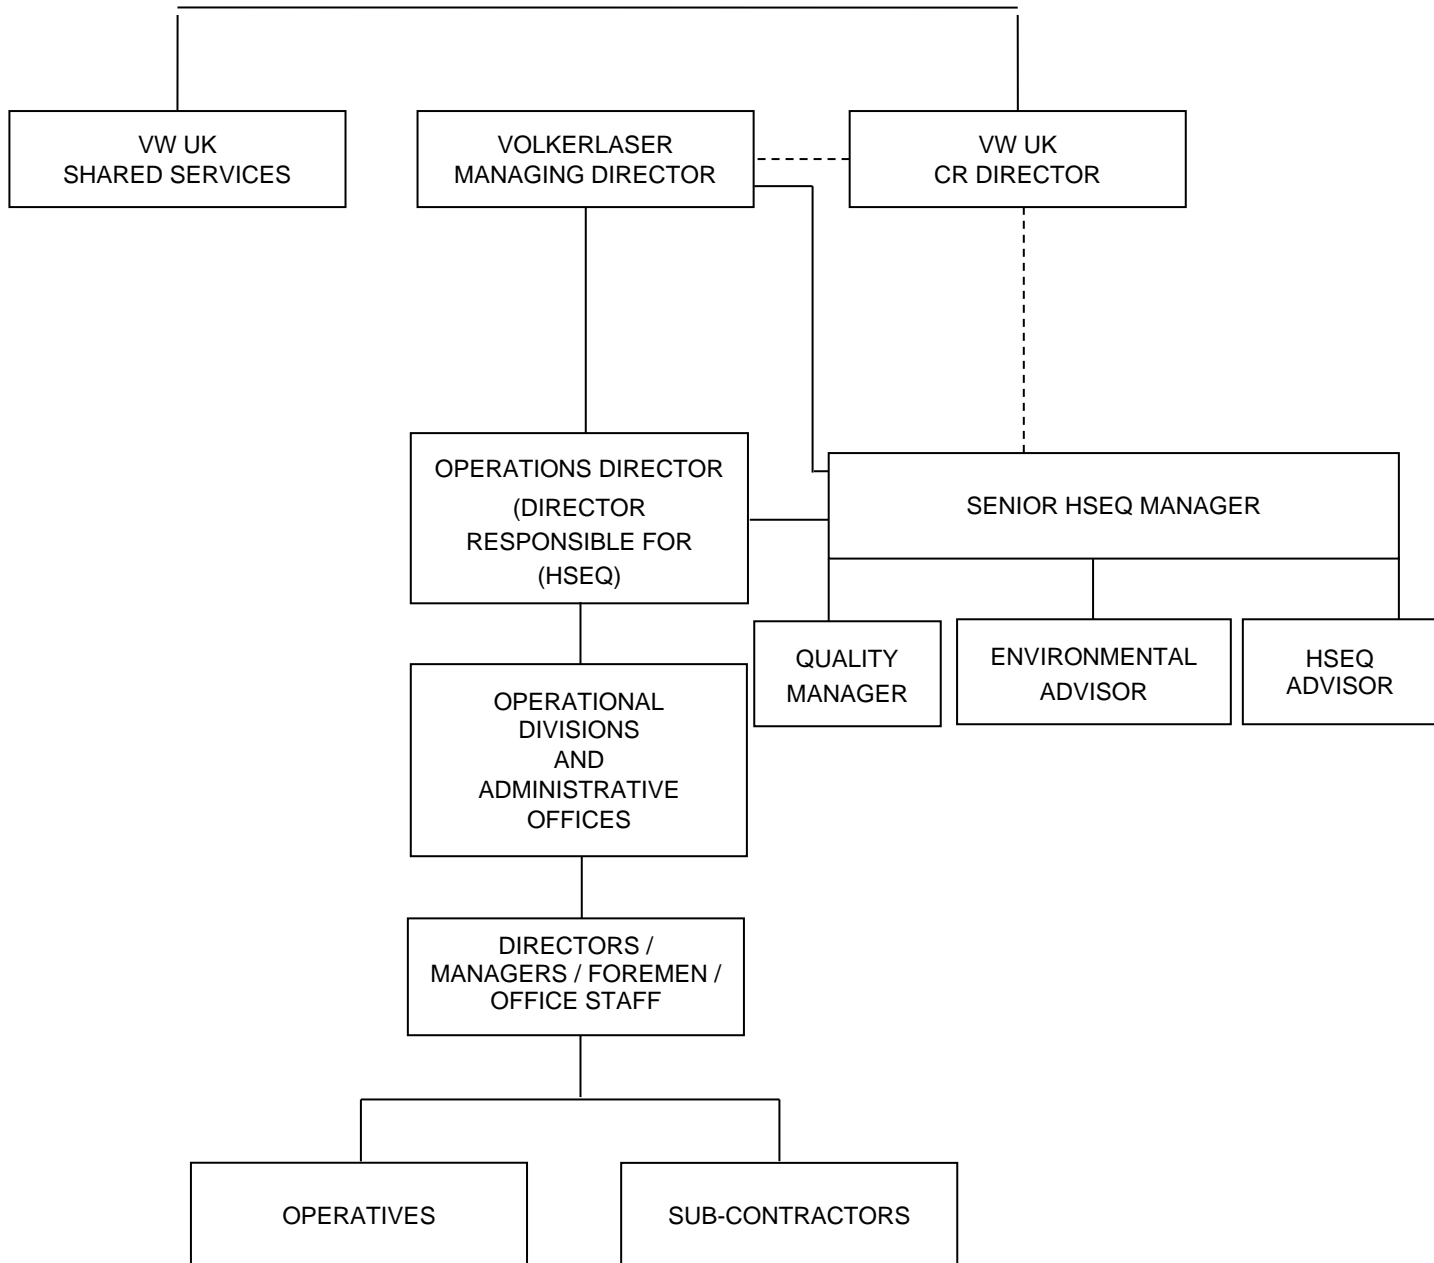 VW UK
SHARED SERVICES
VOLKERLASER
MANAGING DIRECTOR
VW UK
CR DIRECTOR
OPERATIONS DIRECTOR
(DIRECTOR
RESPONSIBLE FOR
(HSEQ)
SENIOR HSEQ MANAGER
QUALITY
MANAGER
ENVIRONMENTAL
ADVISOR
HSEQ
ADVISOR
OPERATIONAL
DIVISIONS
AND
ADMINISTRATIVE
OFFICES
DIRECTORS /
MANAGERS / FOREMEN /
OFFICE STAFF
OPERATIVES
SUB-CONTRACTORS